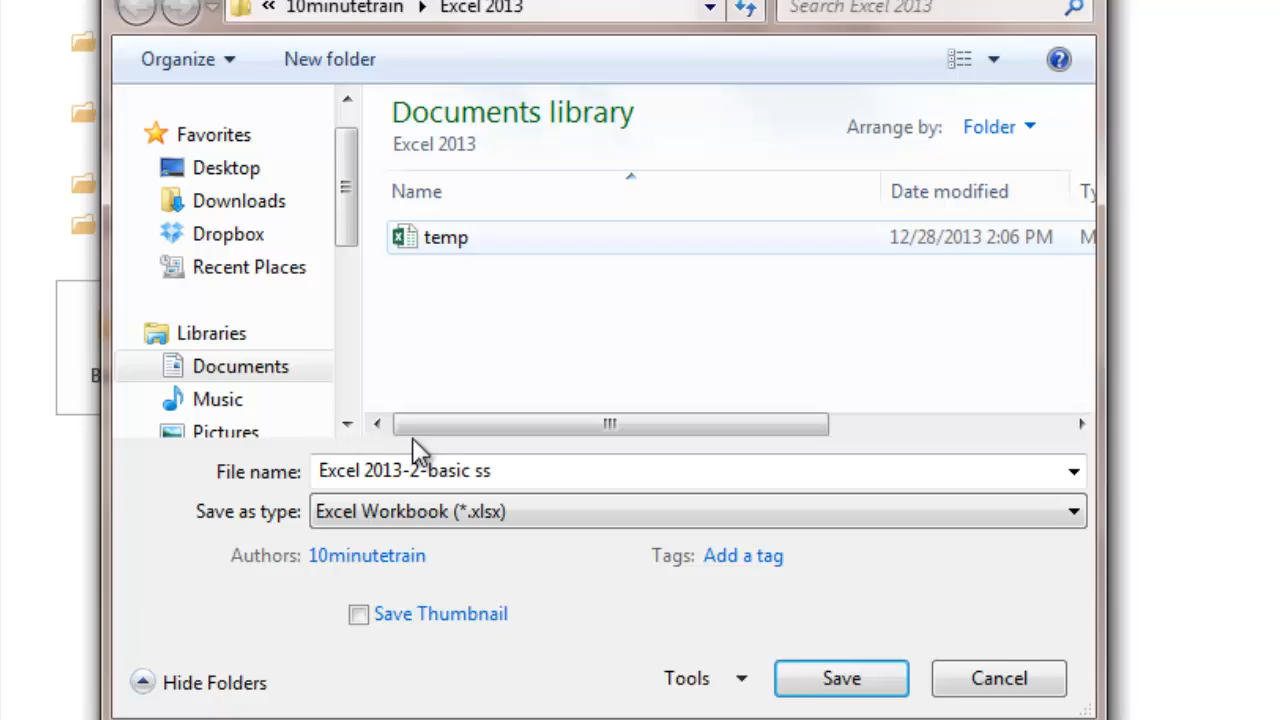 « 10minutetrain ▸ Excel 2013 Search Excel 2013
Organize New folder
Documents library
Excel 2013
Arrange by: Folder
Favorites
Desktop
Downloads
Dropbox
Recent Places
Libraries
Documents
Music
Pictures
Name Date modified Ty
temp 12/28/2013 2:06 PM M
B
File name: Excel 2013-2-basic ss
Save as type: Excel Workbook (*.xlsx)
Authors: 10minutetrain Tags: Add a tag
Save Thumbnail
Hide Folders Tools Save Cancel